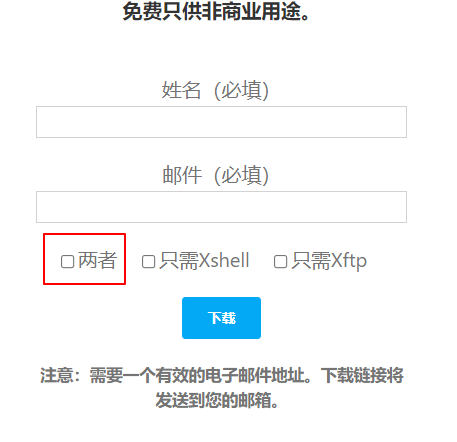 免费只供非商业用途。
姓名（必填）
邮件（必填）
两者 只需Xshell 只需Xftp
下载
注意：需要一个有效的电子邮件地址。下载链接将
发送到您的邮箱。